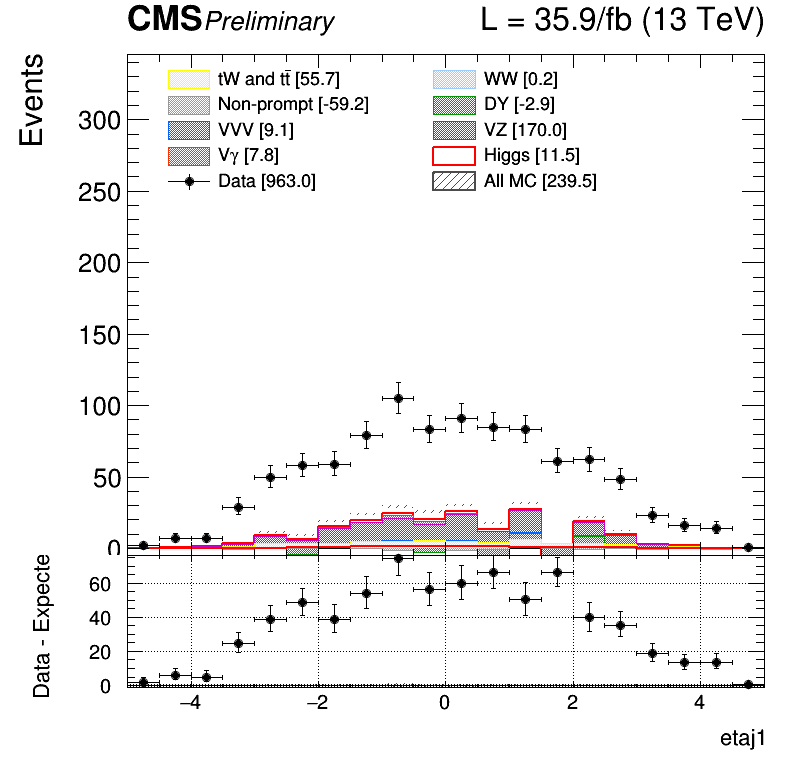 CMS Preliminary L = 35.9/fb (13 TeV)
Events
tW and tt̄ [55.7] WW [0.2]
Non-prompt [-59.2] DY [-2.9]
VVV [9.1] VZ [170.0]
Vγ [7.8] Higgs [11.5]
Data [963.0] All MC [239.5]
300
250
200
150
100
50
0
Data - Expecte
60
40
20
0
−4 −2 0 2 4
etaj1